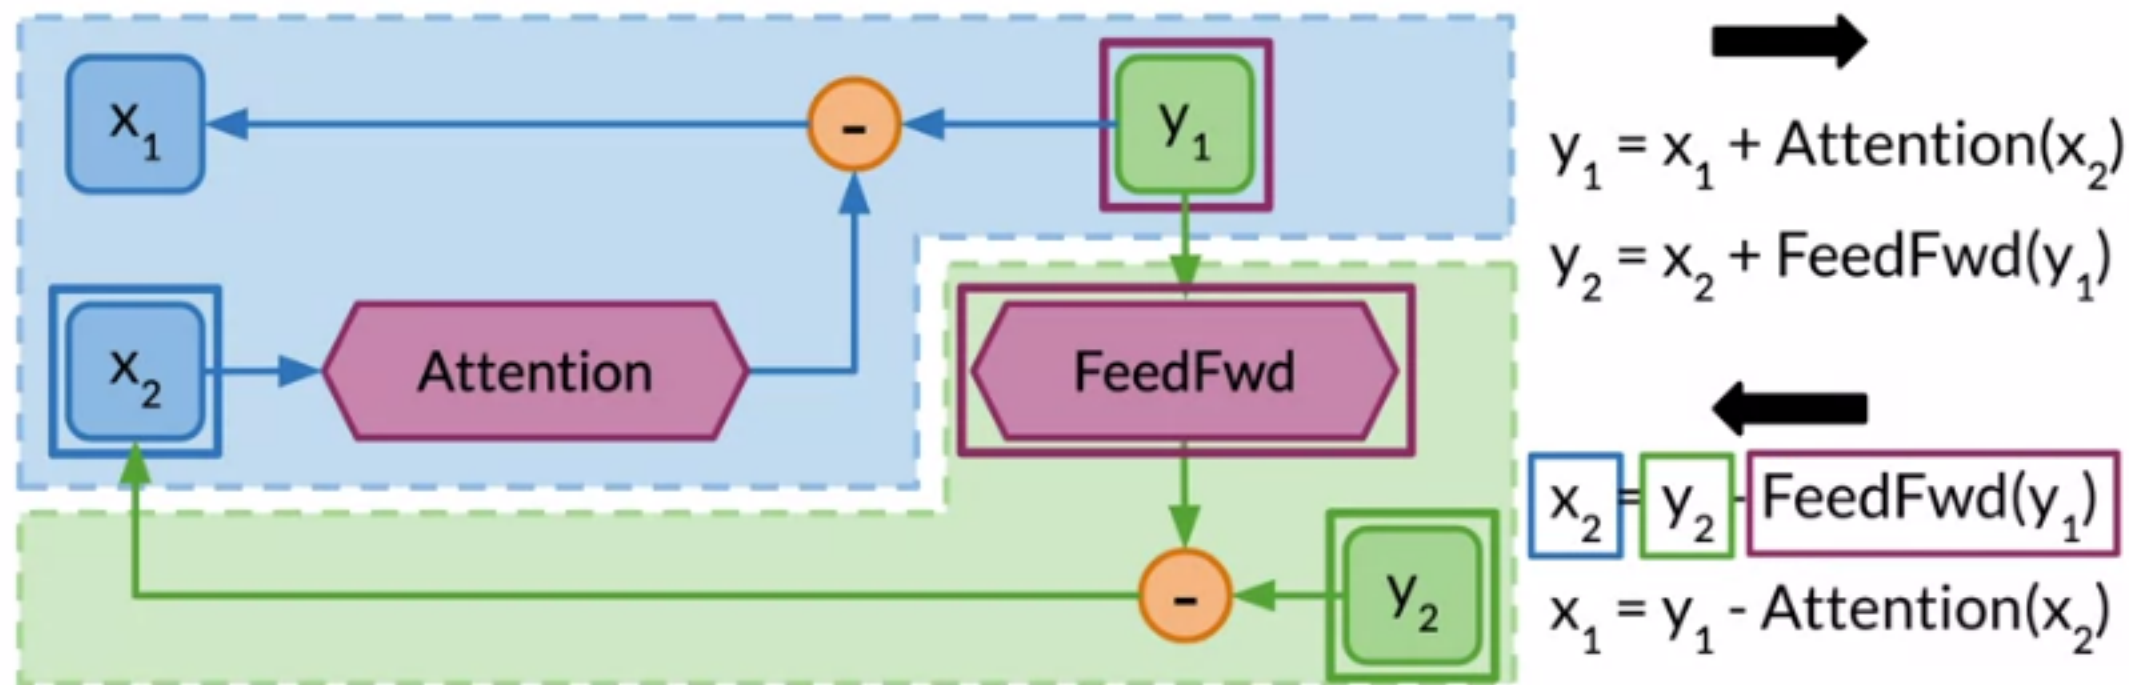 x₁
-
y₁
x₂
Attention
FeedFwd
-
y₂
y₁ = x₁ + Attention(x₂)
y₂ = x₂ + FeedFwd(y₁)
x₂ = y₂ - FeedFwd(y₁)
x₁ = y₁ - Attention(x₂)